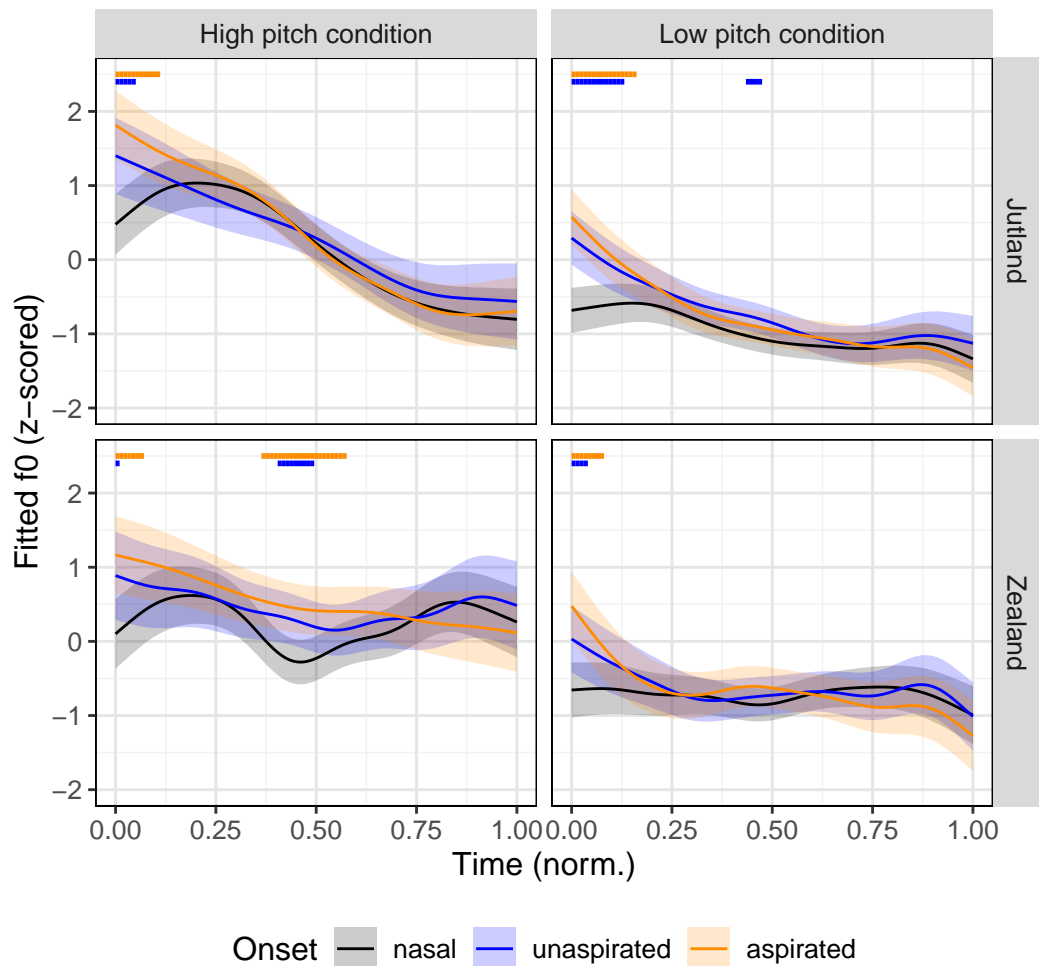 High pitch condition
Low pitch condition
Fitted f0 (z−scored)
2
1
0
−1
−2
Jutland
2
1
0
−1
−2
Zealand
0.00 0.25 0.50 0.75 1.00
0.00 0.25 0.50 0.75 1.00
Time (norm.)
Onset nasal unaspirated aspirated